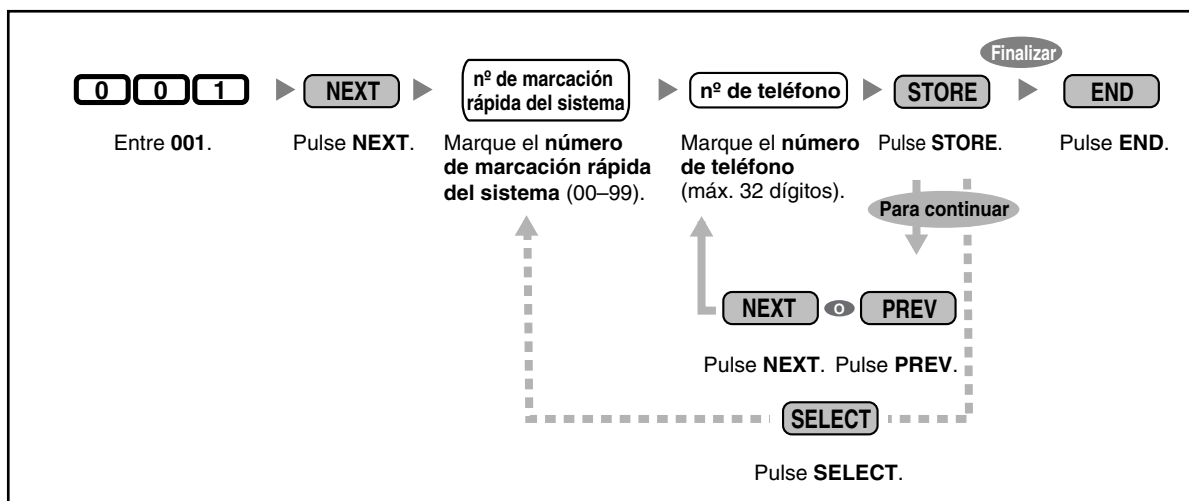 Finalizar
0 0 1 NEXT nº de marcación rápida del sistema nº de teléfono STORE END
Entre 001.
Pulse NEXT.
Marque el número
de marcación rápida
del sistema (00–99).
Marque el número
de teléfono
(máx. 32 dígitos).
Pulse STORE.
Pulse END.
Para continuar
NEXT o PREV
Pulse NEXT. Pulse PREV.
SELECT
Pulse SELECT.